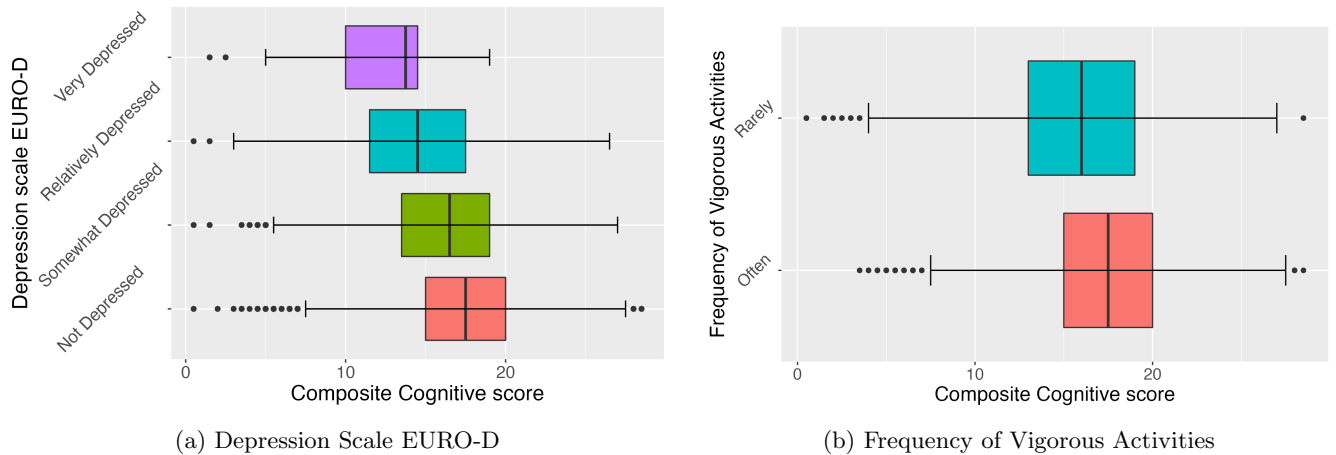 Depression scale EURO-D
Very Depressed
Relatively Depressed
Somewhat Depressed
Not Depressed
0 10 20
Composite Cognitive score
(a) Depression Scale EURO-D
Frequency of Vigorous Activities
Rarely
Often
0 10 20
Composite Cognitive score
(b) Frequency of Vigorous Activities